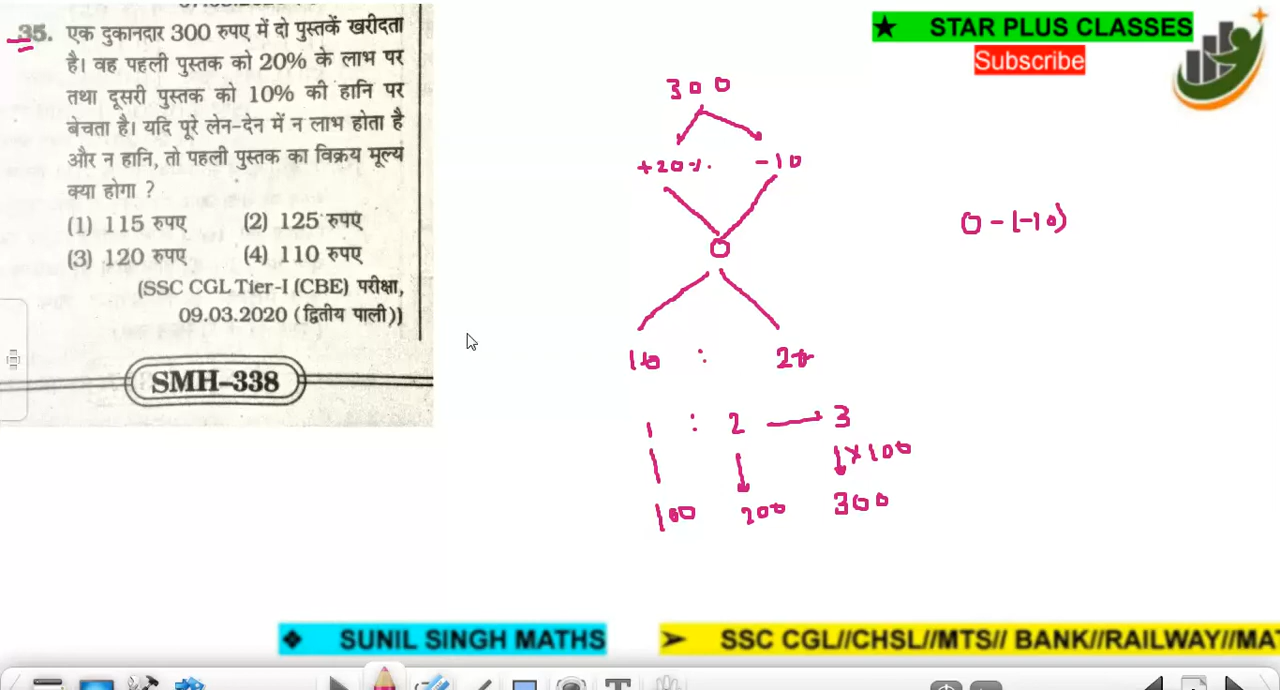 35. एक दुकानदार 300 रुपए में दो पुस्तकें खरीदता
है। वह पहली पुस्तक को 20% के लाभ पर
तथा दूसरी पुस्तक को 10% की हानि पर
बेचता है। यदि पूरे लेन-देन में न लाभ होता है
और न हानि, तो पहली पुस्तक का विक्रय मूल्य
क्या होगा ?
(1) 115 रुपए (2) 125 रुपए
(3) 120 रुपए (4) 110 रुपए
(SSC CGL Tier-I (CBE) परीक्षा,
09.03.2020 (द्वितीय पाली))
SMH–338
★ STAR PLUS CLASSES
Subscribe
300
+20% -10
0
0-(-10)
10 : 20
1 : 2 3
×100
100 200 300
❖ SUNIL SINGH MATHS
➢ SSC CGL//CHSL//MTS// BANK//RAILWAY//MA